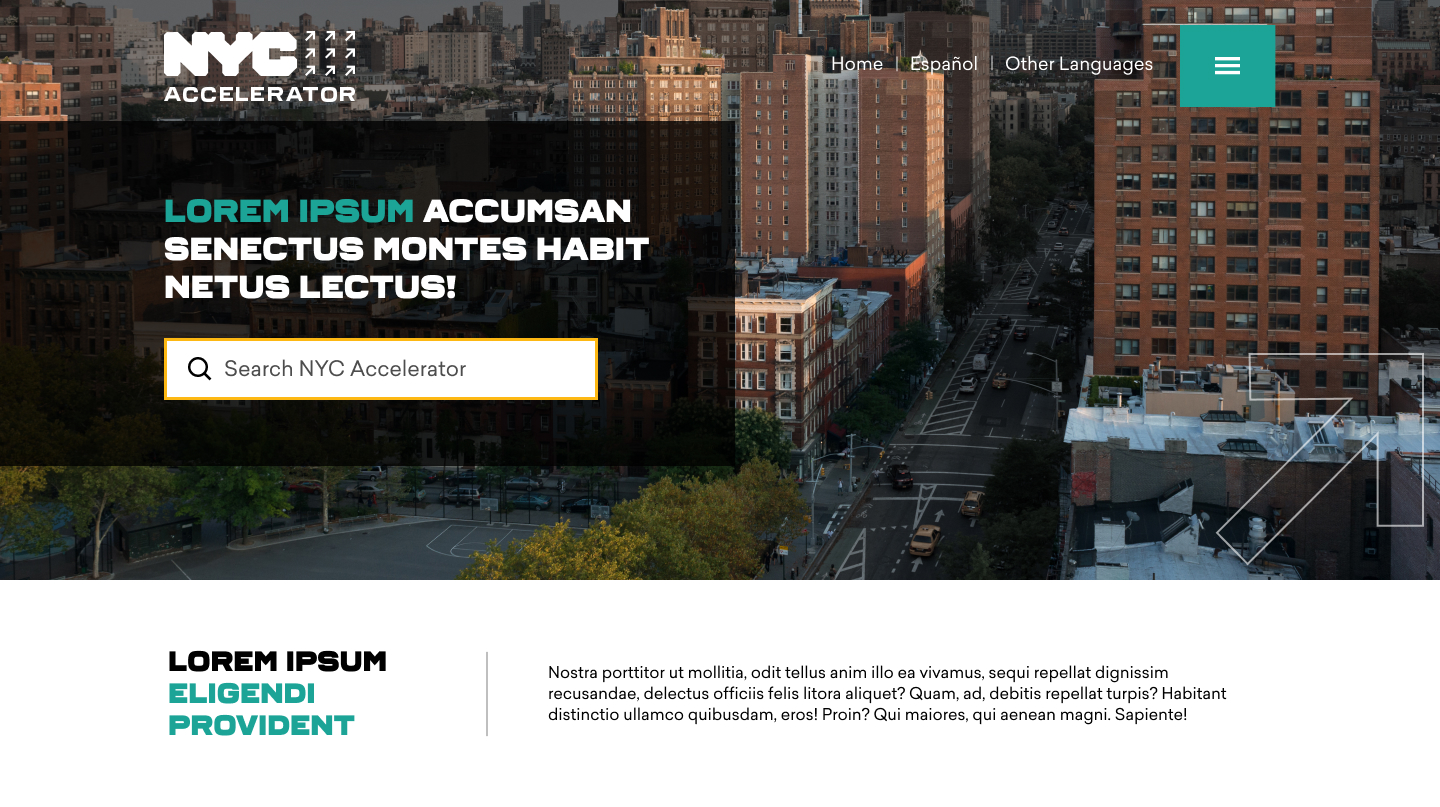 NYC
ACCELERATOR
Home | Español | Other Languages
LOREM IPSUM ACCUMSAN
SENECTUS MONTES HABIT
NETUS LECTUS!
Search NYC Accelerator
LOREM IPSUM
ELIGENDI
PROVIDENT
Nostra porttitor ut mollitia, odit tellus anim illo ea vivamus, sequi repellat dignissim
recusandae, delectus officiis felis litora aliquet? Quam, ad, debitis repellat turpis? Habitant
distinctio ullamco quibusdam, eros! Proin? Qui maiores, qui aenean magni. Sapiente!